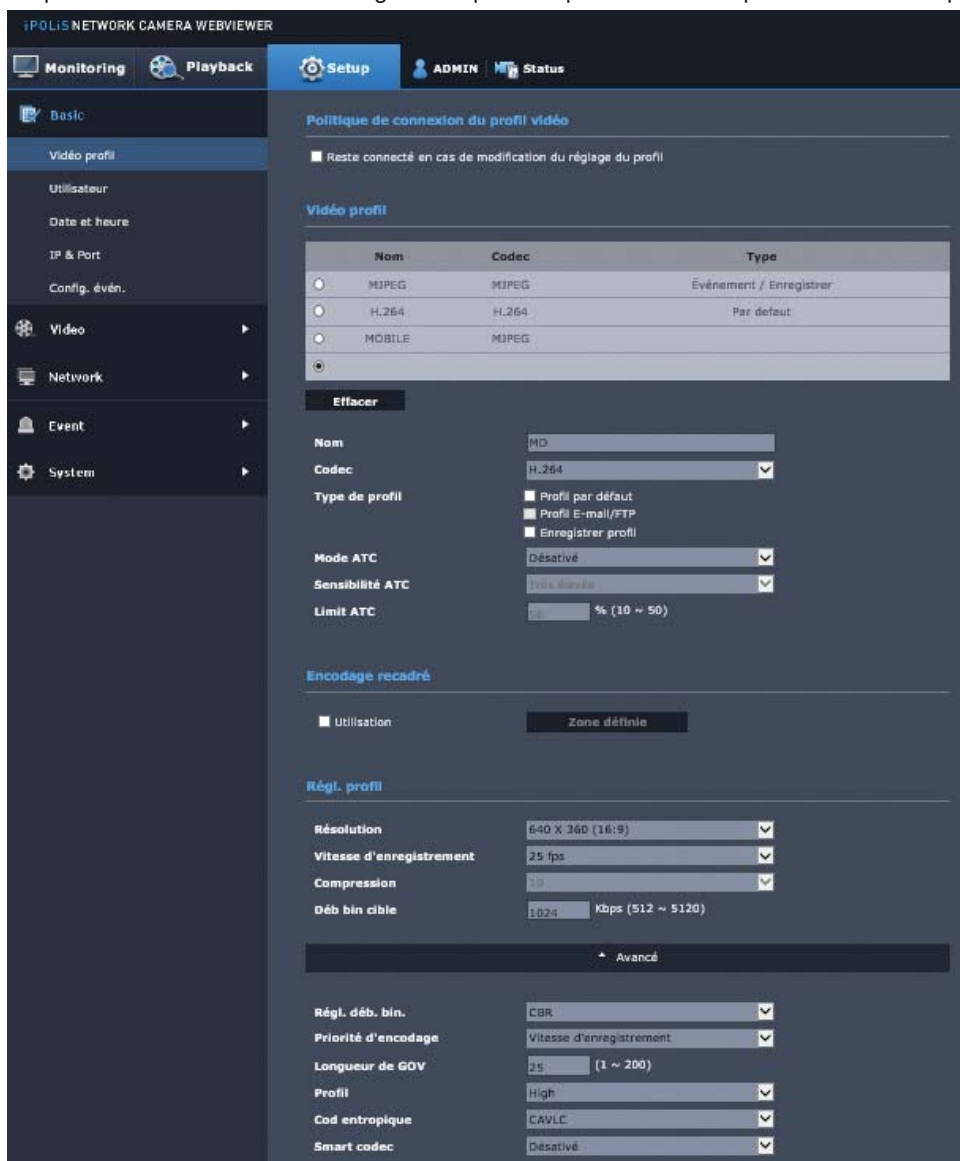 iPOLiS NETWORK CAMERA WEBVIEWER
Monitoring Playback Setup ADMIN Status
Basic
Vidéo profil
Utilisateur
Date et heure
IP & Port
Config. évén.
Video
Network
Event
System
Politique de connexion du profil vidéo
Reste connecté en cas de modification du réglage du profil
Vidéo profil
Nom Codec Type
MJPEG MJPEG Événement / Enregistrer
H.264 H.264 Par defaut
MOBILE MJPEG
Effacer
Nom MD
Codec H.264
Type de profil Profil par défaut
Profil E-mail/FTP
Enregistrer profil
Mode ATC Désativé
Sensibilité ATC Très élevée
Limit ATC 50 % (10 ~ 50)
Encodage recadré
Utilisation Zone définie
Régl. profil
Résolution 640 X 360 (16:9)
Vitesse d'enregistrement 25 fps
Compression 10
Déb bin cible 1024 Kbps (512 ~ 5120)
Avancé
Régl. déb. bin. CBR
Priorité d'encodage Vitesse d'enregistrement
Longueur de GOV 25 (1 ~ 200)
Profil High
Cod entropique CAVLC
Smart codec Désativé